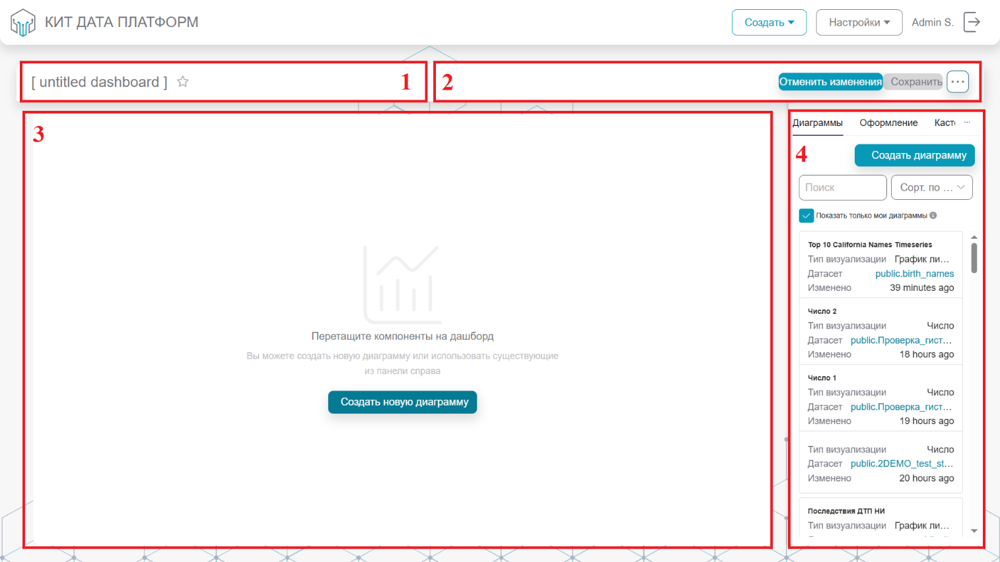 КИТ ДАТА ПЛАТФОРМ
Создать
Настройки
Admin S.
[ untitled dashboard ]
1
2
Отменить изменения
Сохранить
...
3
Перетащите компоненты на дашборд
Вы можете создать новую диаграмму или использовать существующие
из панели справа
Создать новую диаграмму
Диаграммы Оформление Каст ...
4
Создать диаграмму
Поиск
Сорт. по ...
Показать только мои диаграммы
Top 10 California Names Timeseries
Тип визуализации График ли...
Датасет public.birth_names
Изменено 39 minutes ago
Число 2
Тип визуализации Число
Датасет public.Проверка_гист...
Изменено 18 hours ago
Число 1
Тип визуализации Число
Датасет public.Проверка_гист...
Изменено 19 hours ago
Тип визуализации Число
Датасет public.2DEMO_test_st...
Изменено 20 hours ago
Последствия ДТП НИ
Тип визуализации График ли...